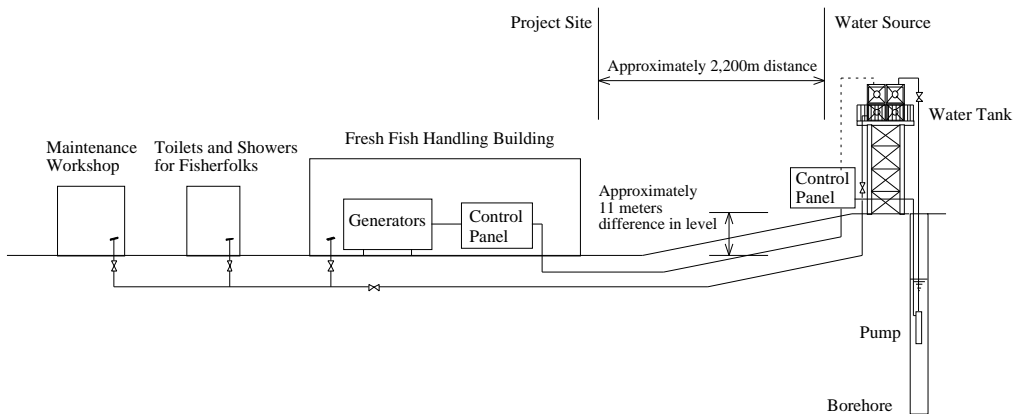 Project Site
Water Source
Approximately 2,200m distance
Water Tank
Maintenance
Workshop
Toilets and Showers
for Fisherfolks
Fresh Fish Handling Building
Generators
Control
Panel
Approximately
11 meters
difference in level
Control
Panel
Pump
Borehore